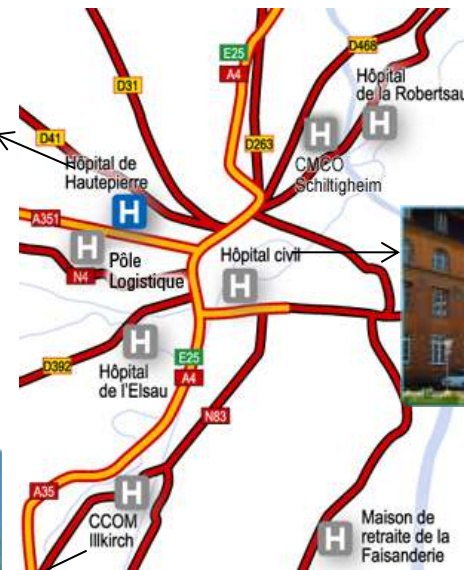 E25
A4
D468
Hôpital
de la Robertsau
D31
D263
D41
H
H
CMCO
Schiltigheim
Hôpital de
Hautepierre
H
A351
H
Pôle
Logistique
N4
Hôpital civil
H
D392
H
Hôpital
de l'Elsau
E25
A4
N83
A35
H
CCOM
Illkirch
H
Maison de
retraite de la
Faisanderie